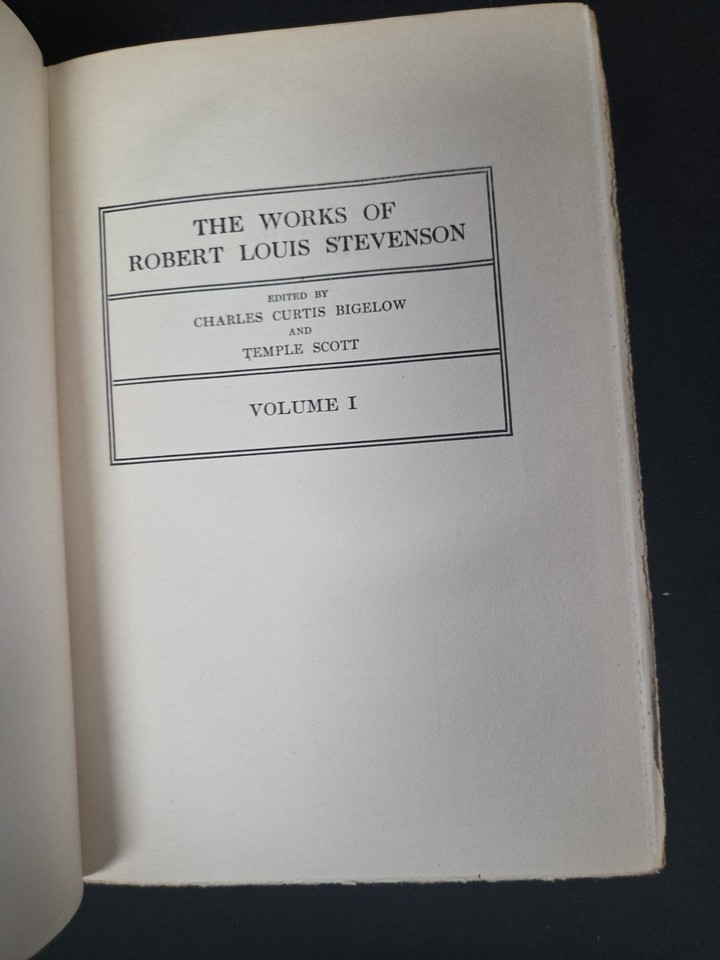 THE WORKS OF
ROBERT LOUIS STEVENSON
EDITED BY
CHARLES CURTIS BIGELOW
AND
TEMPLE SCOTT
VOLUME I